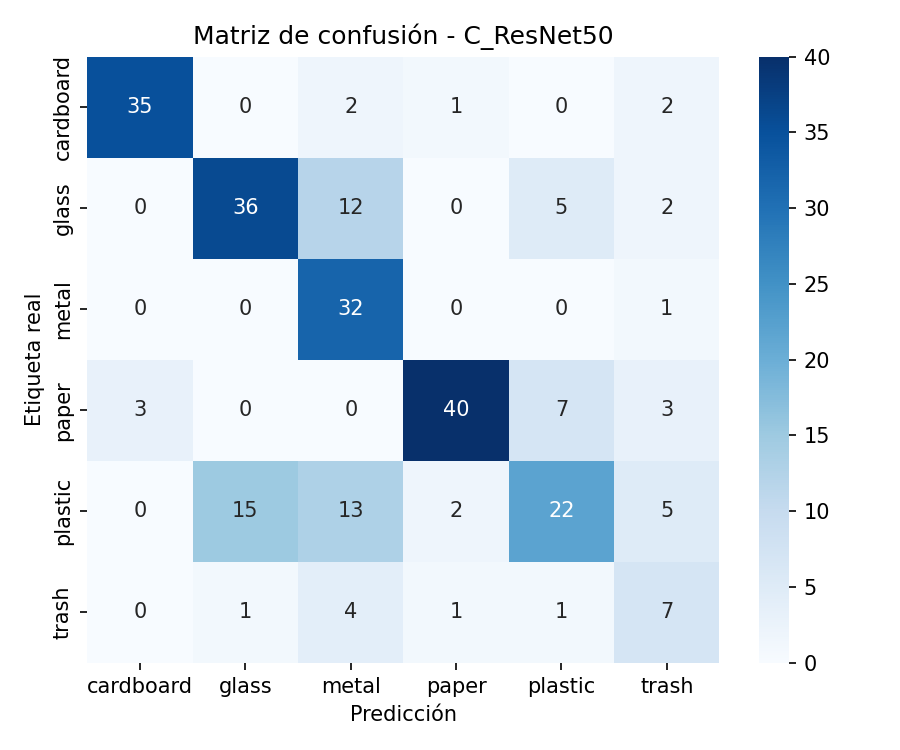 Matriz de confusión - C_ResNet50
Etiqueta real
cardboard 35 0 2 1 0 2
glass 0 36 12 0 5 2
metal 0 0 32 0 0 1
paper 3 0 0 40 7 3
plastic 0 15 13 2 22 5
trash 0 1 4 1 1 7
cardboard glass metal paper plastic trash
Predicción
40
35
30
25
20
15
10
5
0